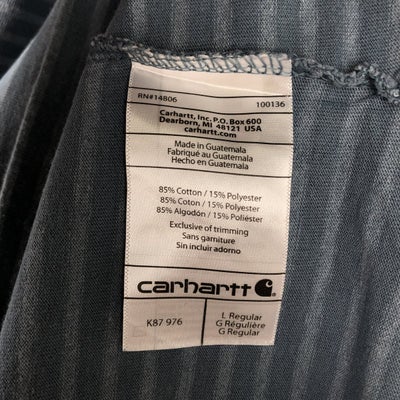 RN#14806 100136
Carhartt, Inc. P.O. Box 600
Dearborn, MI 48121 USA
carhartt.com
Made in Guatemala
Fabriqué au Guatemala
Hecho en Guatemala
85% Cotton / 15% Polyester
85% Coton / 15% Polyester
85% Algodón / 15% Poliéster
Exclusive of trimming
Sans garniture
Sin incluir adorno
carhartt
K87 976
L Regular
G Régulière
G Regular